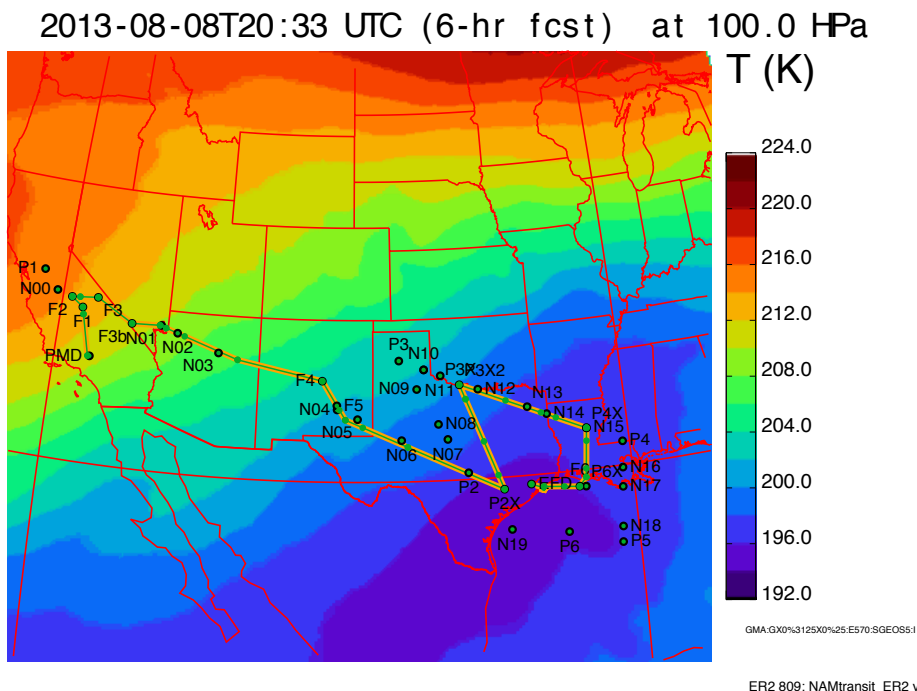 2013-08-08T20:33 UTC (6-hr fcst) at 100.0 HPa
T (K)
224.0
220.0
216.0
212.0
208.0
204.0
200.0
196.0
192.0
P1
N00
F2
F1
F3
F3b
N01
PMD
N02
N03
F4
N04
F5
N05
N06
P3
N10
P3X
P3X2
N09
N11
N12
N13
N14
P4X
N15
N08
N07
P4
P2
P2X
EFD
P6X
N16
N17
N18
P5
N19
P6
GMA:GX0%3125X0%25:E570:SGEOS5:I
ER2 809: NAMtransit ER2 v